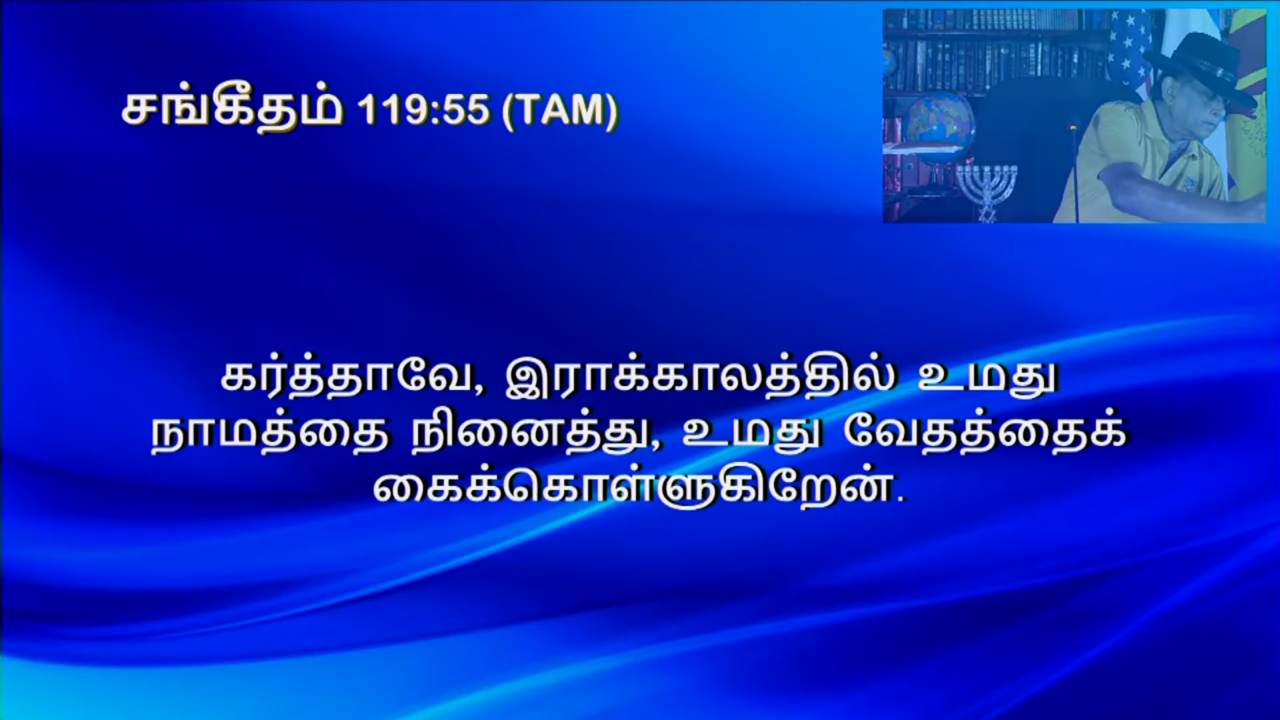 சங்கீதம் 119:55 (TAM)
கர்த்தாவே, இராக்காலத்தில் உமது
நாமத்தை நினைத்து, உமது வேதத்தைக்
கைக்கொள்ளுகிறேன்.